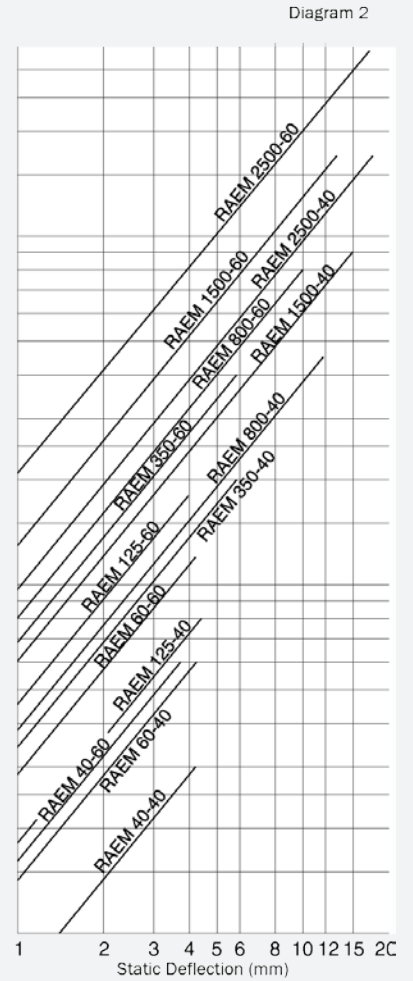 Diagram 2
RAEM 2500-60
RAEM 1500-60
RAEM 2500-40
RAEM 800-60
RAEM 1500-40
RAEM 350-60
RAEM 800-40
RAEM 350-40
RAEM 125-60
RAEM 60-60
RAEM 125-40
RAEM 40-60
RAEM 60-40
RAEM 40-40
1 2 3 4 5 6 8 10 12 15 20
Static Deflection (mm)